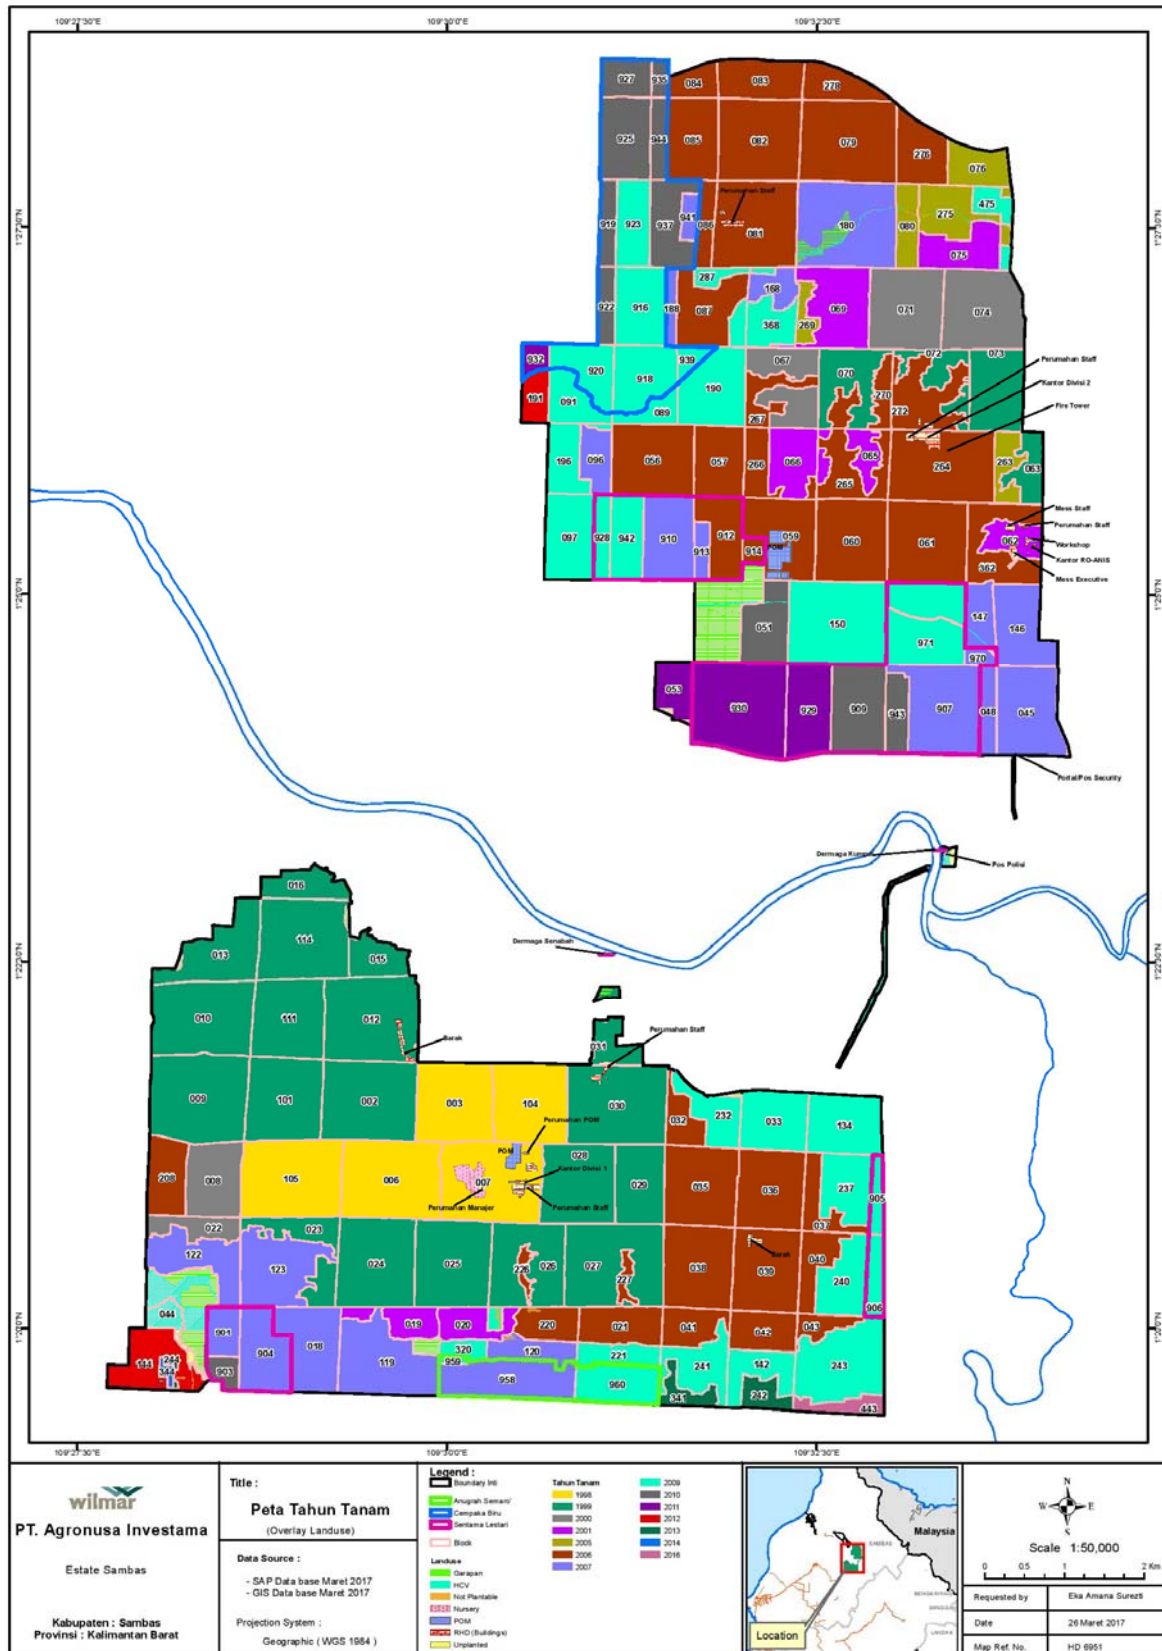 109°27'30"E 109°30'0"E 109°32'30"E
1°27'30"N 1°27'30"N
1°25'0"N 1°25'0"N
1°22'30"N 1°22'30"N
1°20'0"N 1°20'0"N
927 935 084 083 278
925 944 085 082 079 276 076
Perumahan Staff
919 923 937 941 086 081 180 080 275 475 075
922 916 188 287 087 168 368 269 069 071 074
932 920 918 939 190 067 070 072 073
191 091 089 267 270 272
Perumahan Staff
Kantor Divisi 2
Fire Tower
196 096 056 057 266 066 265 065 264 263 063
097 928 942 910 913 912 914 POM 059 060 061 062 362
Mess Staff
Perumahan Staff
Workshop
Kantor RO-ANIS
Mess Executive
051 150 971 147 146 970
053 930 929 909 943 907 048 045
Portal/Pos Security
Pos Polisi
Dermaga Senabah
016
013 114 015
010 111 012
Barak
031
Perumahan Staff
009 101 002 003 104 030 032 232 033 134
Perumahan POM
POM
208 008 105 006 007 028 029 035 036 237 905
Kantor Divisi 1
Perumahan Manajer
Perumahan Staff
022 023 037
122 123 024 025 226 026 027 227 038 039 040 240
Barak
044 906
019 020 220 021 041 042 043
901 904 018 119 320 120 221 241 142 243
144 244 344 903 959 958 960 341 242 443
109°27'30"E 109°30'0"E 109°32'30"E
wilmar
PT. Agronusa Investama
Estate Sambas
Kabupaten : Sambas
Provinsi : Kalimantan Barat
Title :
Peta Tahun Tanam
(Overlay Landuse)
Data Source :
- SAP Data base Maret 2017
- GIS Data base Maret 2017
Projection System :
Geographic ( WGS 1984 )
Legend :
Boundary Inti
Cempaka Biru
Sentama Lestari
Block
Landuse
Garapan
HCV
Not Plantable
Nursery
POM
RHD (Buildings)
Unplanted
Tahun Tanam
1998
1999
2000
2001
2005
2006
2007
2009
2010
2011
2012
2013
2014
2016
Malaysia
SAMBAS
Location
N
W E
S
Scale 1:50,000
0 0.5 1 2 Km
Requested by Eka Amana Surezti
Date 26 Maret 2017
Map Ref. No. HD 6951